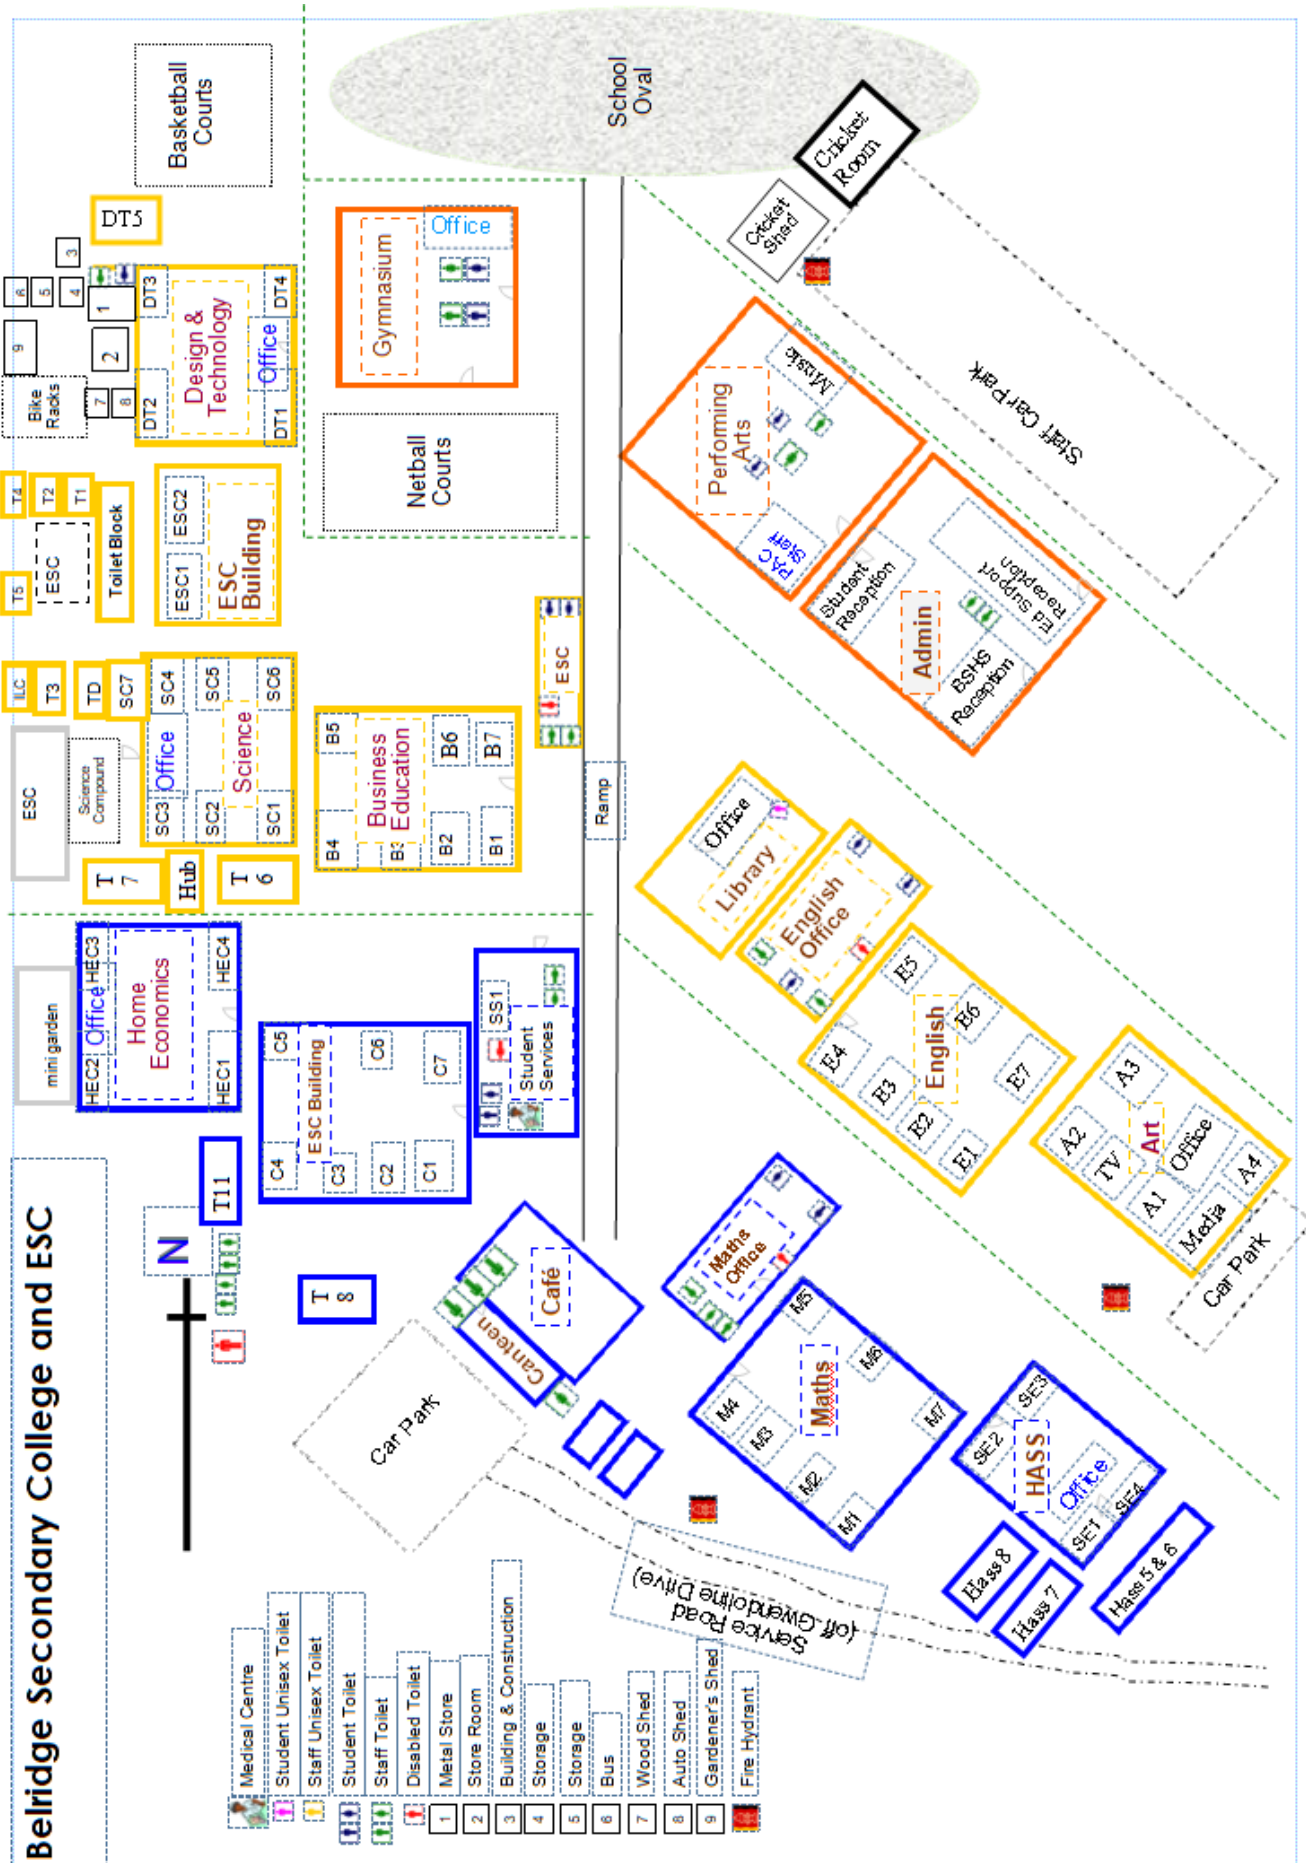 Belridge Secondary College and ESC
N
Medical Centre
Student Unisex Toilet
Staff Unisex Toilet
Student Toilet
Staff Toilet
Disabled Toilet
1 Metal Store
2 Store Room
3 Building & Construction
4 Storage
5 Storage
6 Bus
7 Wood Shed
8 Auto Shed
9 Gardener's Shed
Fire Hydrant
mini garden
HEC2
Office
HEC3
Home
Economics
HEC1
HEC4
T11
T
8
C4
C5
ESC Building
C3
C6
C2
C1
C7
SS1
Student
Services
Canteen
Café
Car Park
Service Road
(off Gwendoline Drive)
Maths
Office
M5
M4
M3
Maths
M6
M2
M1
M7
SE2
SE3
HASS
Office
SE1
SE4
Hass 8
Hass 7
Hass 5 & 6
ESC
Science
Compound
T
7
Hub
T
6
ILC
T3
TD
SC7
SC3
Office
SC4
SC2
Science
SC5
SC1
SC6
B4
B5
B3
Business
Education
B2
B6
B1
B7
ESC
Ramp
T5
T4
ESC
T2
T1
Toilet Block
ESC1
ESC2
ESC
Building
Bike
Racks
9
6
5
4
3
7
8
2
1
DT5
DT2
DT3
Design &
Technology
Office
DT1
DT4
Basketball
Courts
Netball
Courts
Gymnasium
Office
School
Oval
Cricket
Room
Cricket
Shed
Staff Car Park
Performing
Arts
Music
PAC
Staff
Student
Reception
Admin
Ed Support
Reception
BSHS
Reception
Office
Library
English
Office
E5
E4
E3
English
E6
E2
E1
E7
A3
A2
TV
Art
Office
A1
A4
Media
Car Park